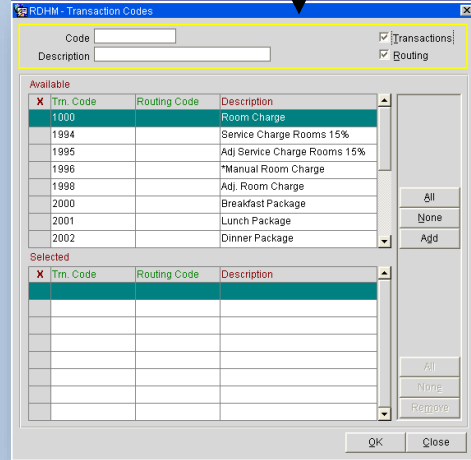 RDHM - Transaction Codes
Code
Transactions
Description
Routing
Available
X Trn. Code Routing Code Description
1000 Room Charge
1994 Service Charge Rooms 15%
1995 Adj Service Charge Rooms 15%
1996 *Manual Room Charge
1998 Adj. Room Charge
2000 Breakfast Package
2001 Lunch Package
2002 Dinner Package
All
None
Add
Selected
X Trn. Code Routing Code Description
All
None
Remove
OK Close